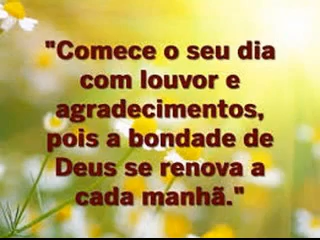 "Comece o seu dia
com louvor e
agradecimentos,
pois a bondade de
Deus se renova a
cada manhã."